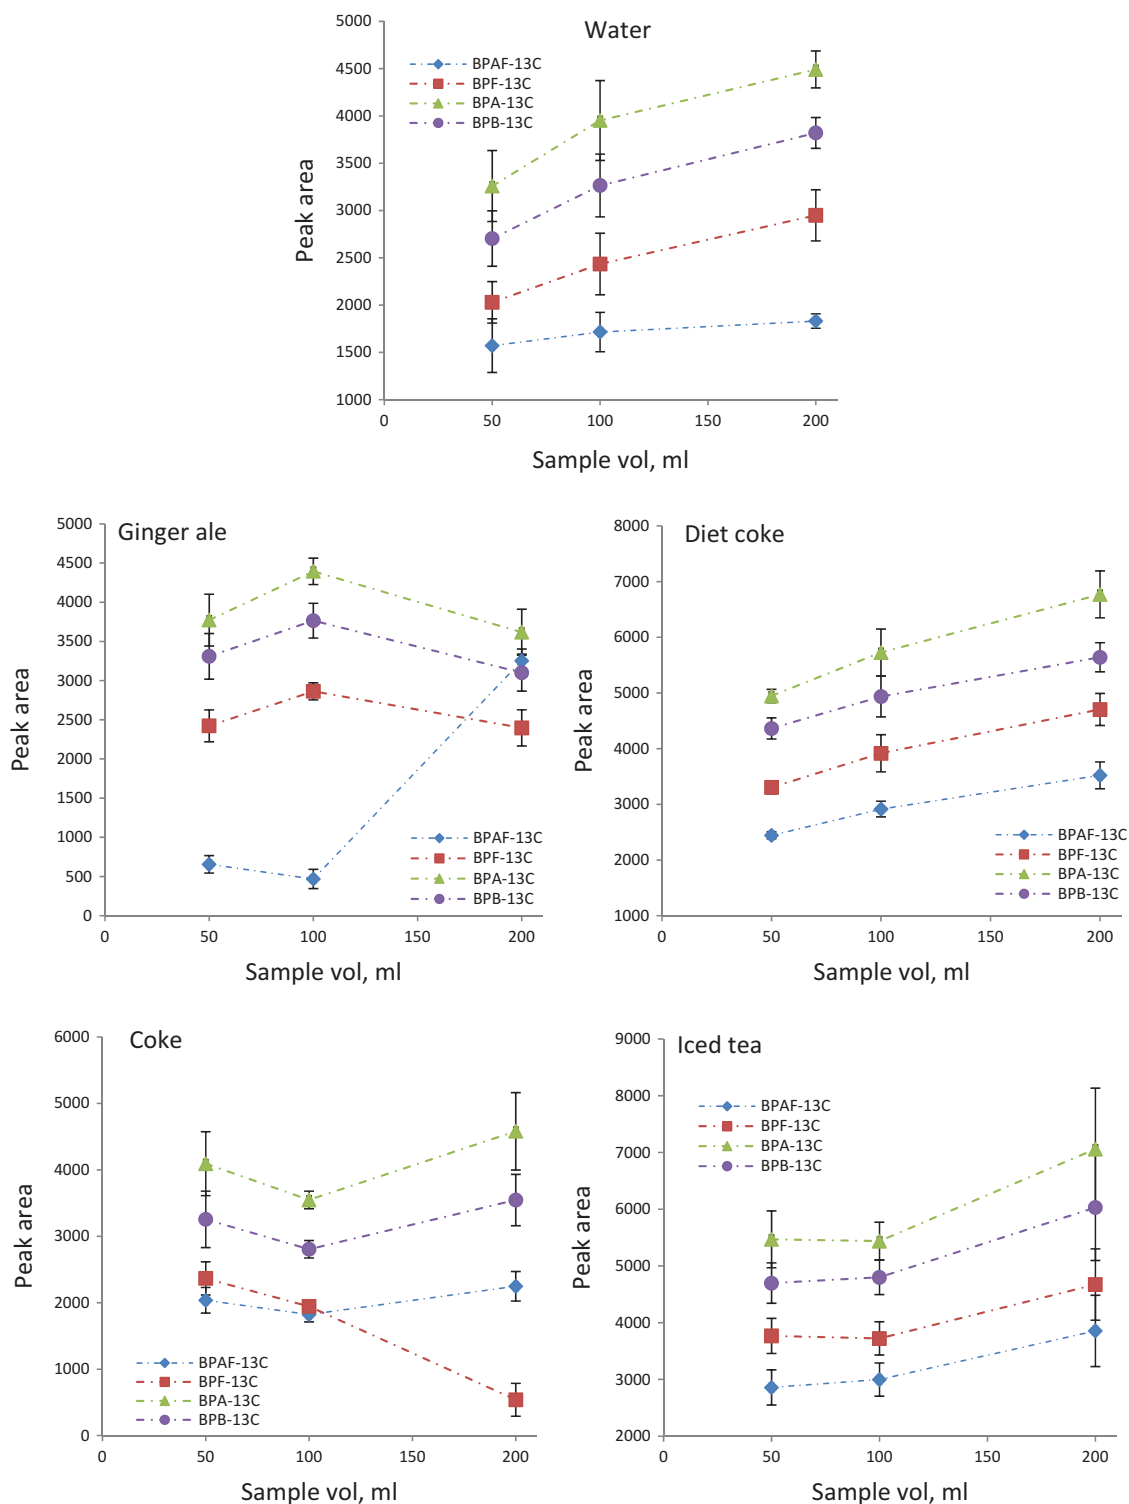 Water
5000
4500
4000
3500
3000
2500
2000
1500
1000
Peak area
BPAF-13C
BPF-13C
BPA-13C
BPB-13C
0 50 100 150 200
Sample vol, ml
Ginger ale
5000
4500
4000
3500
3000
2500
2000
1500
1000
500
0
Peak area
BPAF-13C
BPF-13C
BPA-13C
BPB-13C
0 50 100 150 200
Sample vol, ml
Diet coke
8000
7000
6000
5000
4000
3000
2000
1000
Peak area
BPAF-13C
BPF-13C
BPA-13C
BPB-13C
0 50 100 150 200
Sample vol, ml
Coke
6000
5000
4000
3000
2000
1000
0
Peak area
BPAF-13C
BPF-13C
BPA-13C
BPB-13C
0 50 100 150 200
Sample vol, ml
Iced tea
9000
8000
7000
6000
5000
4000
3000
2000
Peak area
BPAF-13C
BPF-13C
BPA-13C
BPB-13C
0 50 100 150 200
Sample vol, ml